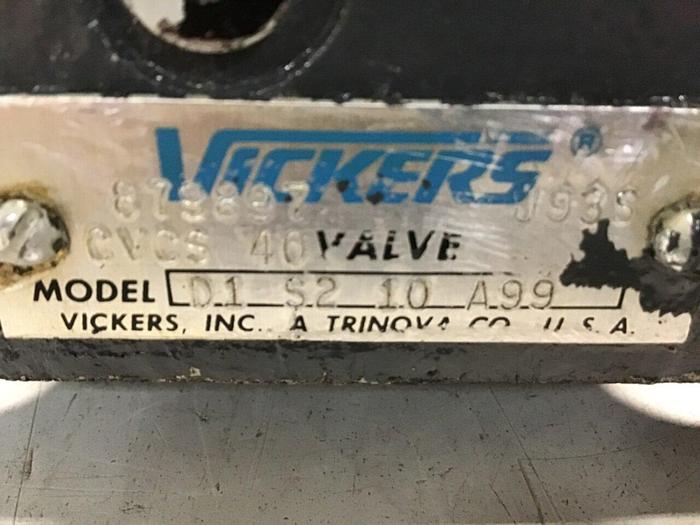 VICKERS ®
879897 J93S
CVCS 40 VALVE
MODEL D1 S2 10 A99
VICKERS, INC. A TRINOVA CO. U.S.A.